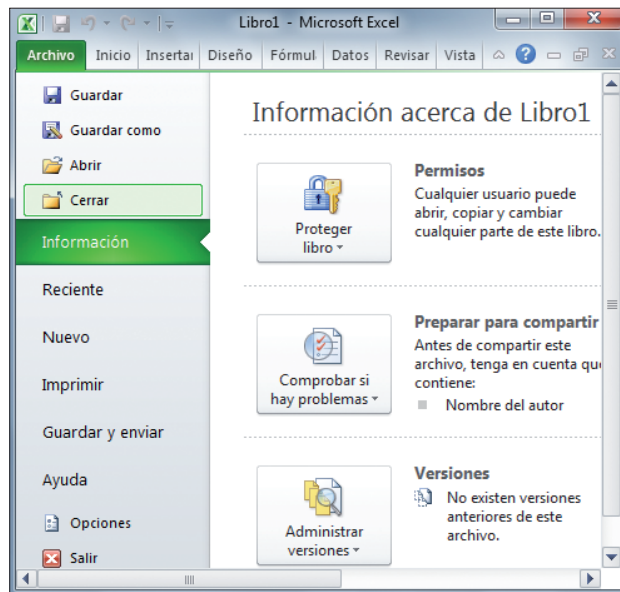 Libro1 - Microsoft Excel
Archivo Inicio Insertar Diseño Fórmul Datos Revisar Vista
Guardar
Guardar como
Abrir
Cerrar
Información
Reciente
Nuevo
Imprimir
Guardar y enviar
Ayuda
Opciones
Salir
Información acerca de Libro1
Proteger
libro
Permisos
Cualquier usuario puede
abrir, copiar y cambiar
cualquier parte de este libro.
Comprobar si
hay problemas
Preparar para compartir
Antes de compartir este
archivo, tenga en cuenta que
contiene:
Nombre del autor
Administrar
versiones
Versiones
No existen versiones
anteriores de este
archivo.